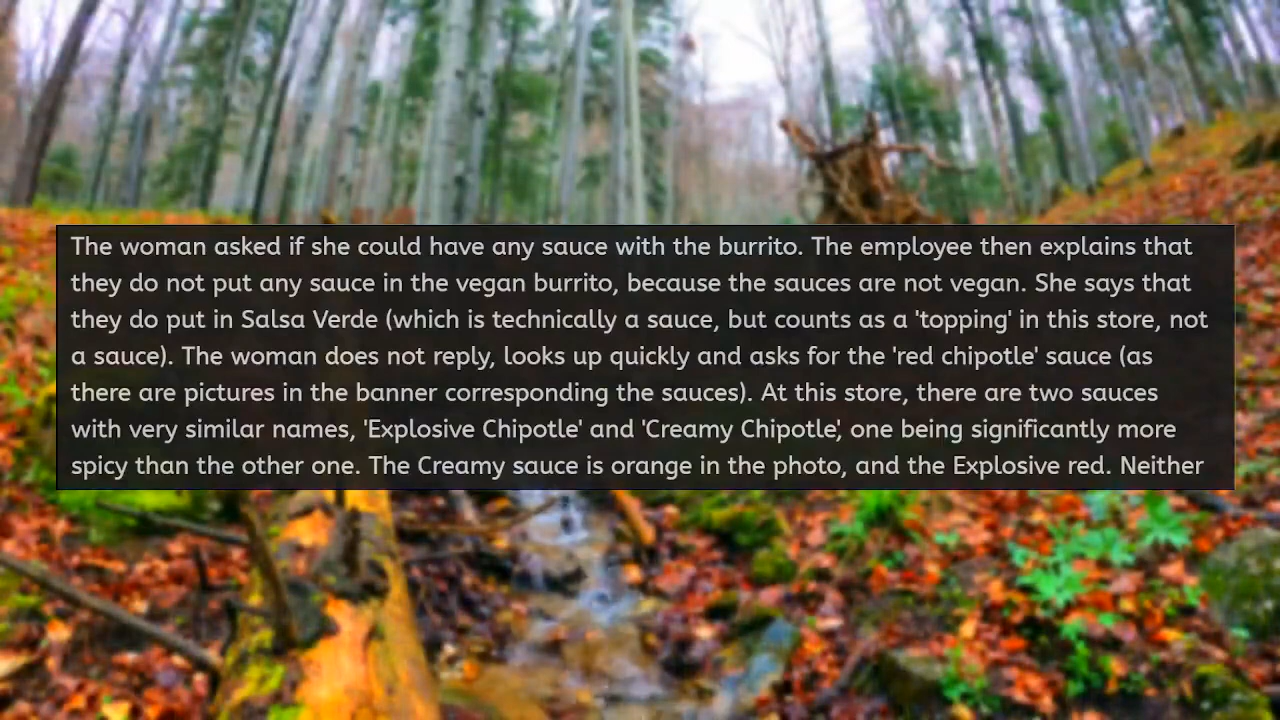 The woman asked if she could have any sauce with the burrito. The employee then explains that
they do not put any sauce in the vegan burrito, because the sauces are not vegan. She says that
they do put in Salsa Verde (which is technically a sauce, but counts as a 'topping' in this store, not
a sauce). The woman does not reply, looks up quickly and asks for the 'red chipotle' sauce (as
there are pictures in the banner corresponding the sauces). At this store, there are two sauces
with very similar names, 'Explosive Chipotle' and 'Creamy Chipotle', one being significantly more
spicy than the other one. The Creamy sauce is orange in the photo, and the Explosive red. Neither